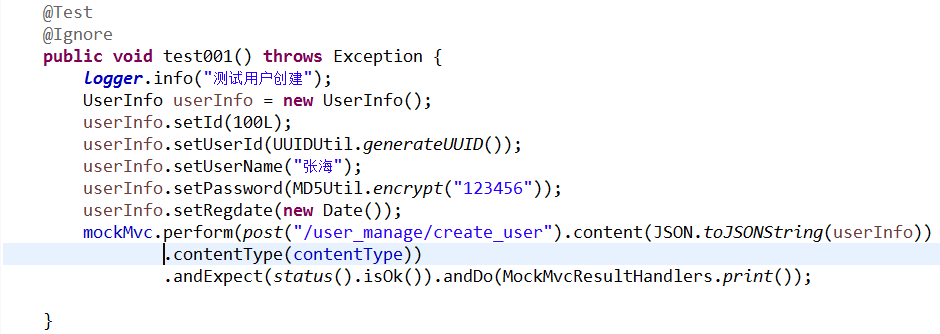 @Test
@Ignore
public void test001() throws Exception {
logger.info("测试用户创建");
UserInfo userInfo = new UserInfo();
userInfo.setId(100L);
userInfo.setUserId(UUIDUtil.generateUUID());
userInfo.setUserName("张海");
userInfo.setPassword(MD5Util.encrypt("123456"));
userInfo.setRegdate(new Date());
mockMvc.perform(post("/user_manage/create_user").content(JSON.toJSONString(userInfo))
.contentType(contentType))
.andExpect(status().isOk()).andDo(MockMvcResultHandlers.print());
}